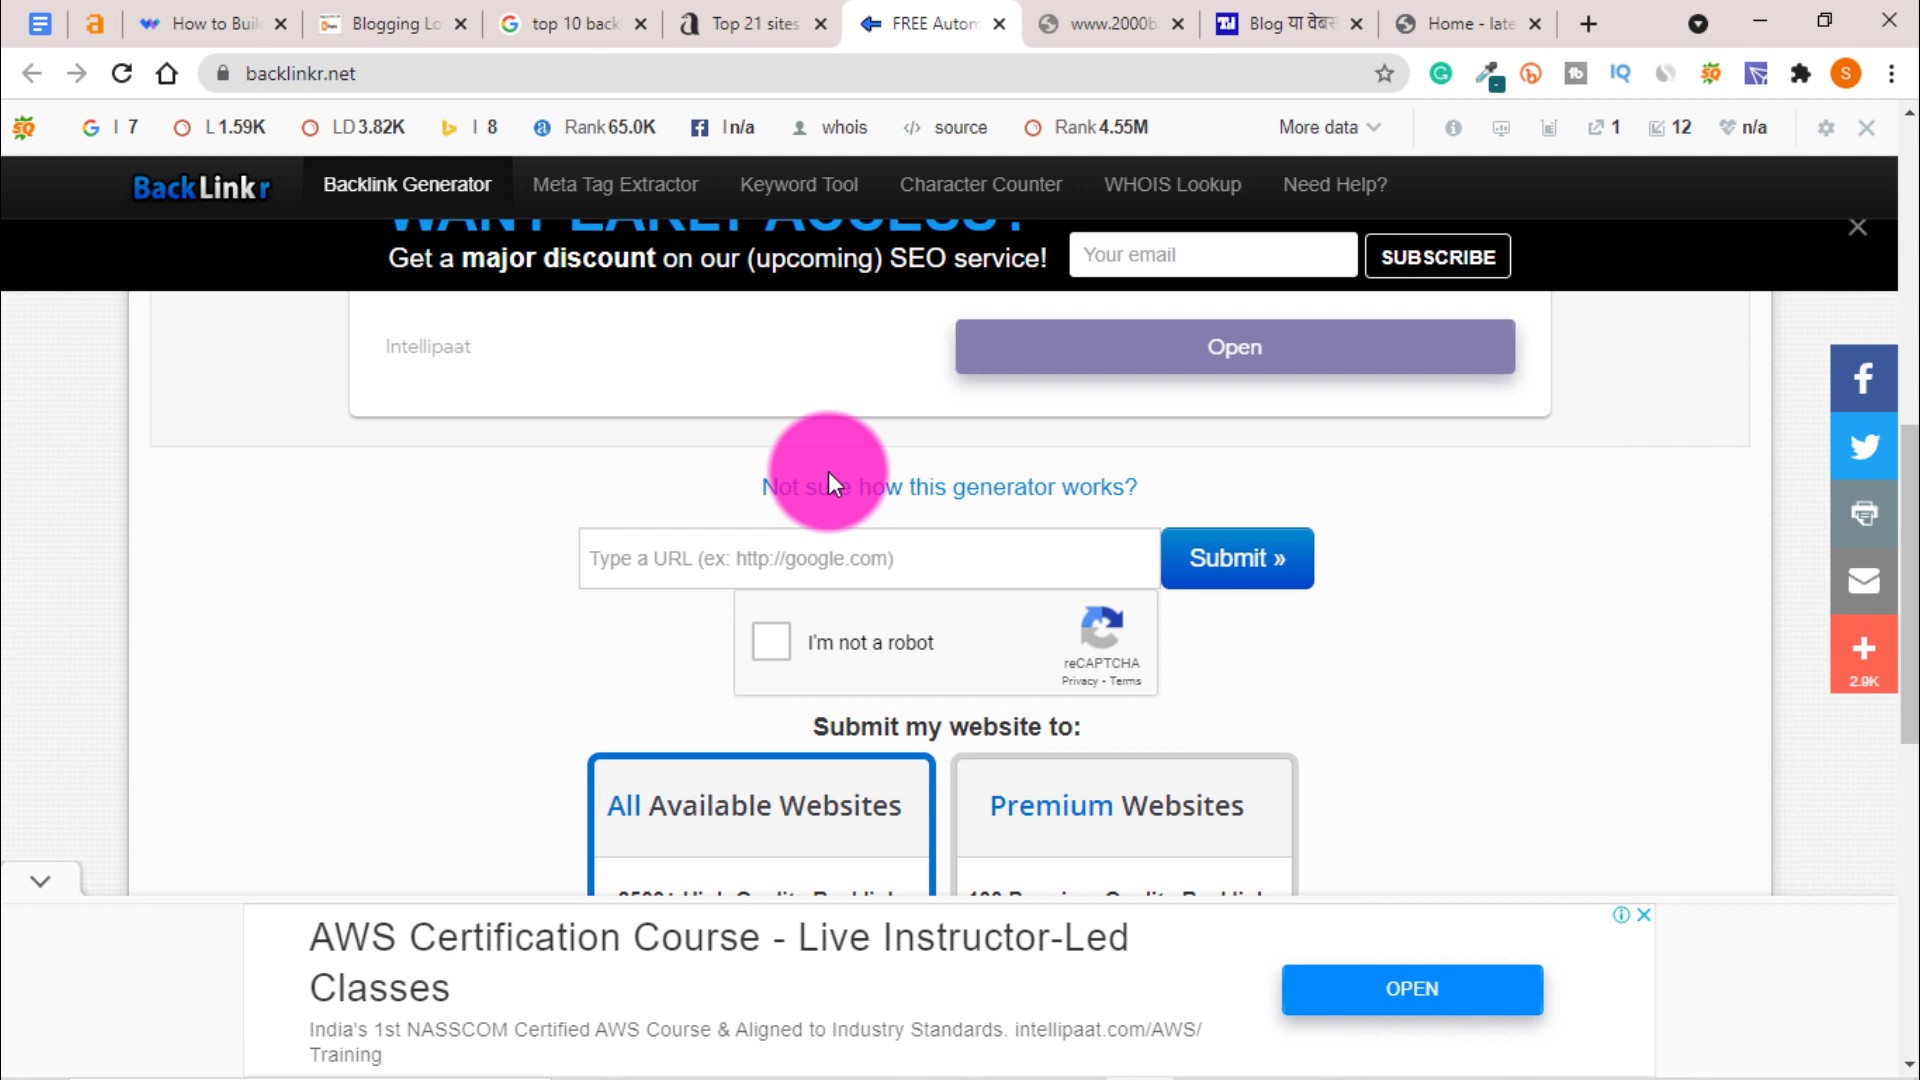 How to Buil
Blogging Lo
top 10 back
Top 21 sites
FREE Autom
www.2000b
Blog या वेबस
Home - late
backlinkr.net
I 7
L 1.59K
LD 3.82K
I 8
Rank 65.0K
I n/a
whois
source
Rank 4.55M
More data
1
12
n/a
BackLinkr
Backlink Generator
Meta Tag Extractor
Keyword Tool
Character Counter
WHOIS Lookup
Need Help?
WANT EARLY ACCESS?
Get a major discount on our (upcoming) SEO service!
Your email
SUBSCRIBE
Intellipaat
Open
Not sure how this generator works?
Type a URL (ex: http://google.com)
Submit »
I'm not a robot
reCAPTCHA
Privacy - Terms
2.9K
Submit my website to:
All Available Websites
Premium Websites
AWS Certification Course - Live Instructor-Led
Classes
OPEN
India's 1st NASSCOM Certified AWS Course & Aligned to Industry Standards. intellipaat.com/AWS/
Training